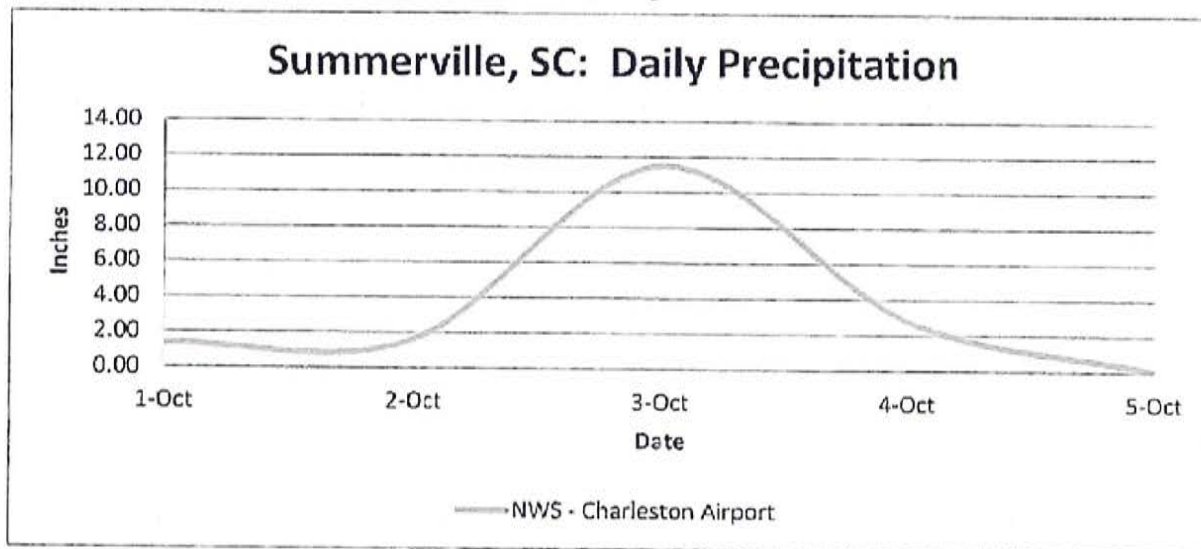 Summerville, SC: Daily Precipitation
14.00
12.00
10.00
8.00
6.00
4.00
2.00
0.00
Inches
1-Oct 2-Oct 3-Oct 4-Oct 5-Oct
Date
NWS - Charleston Airport